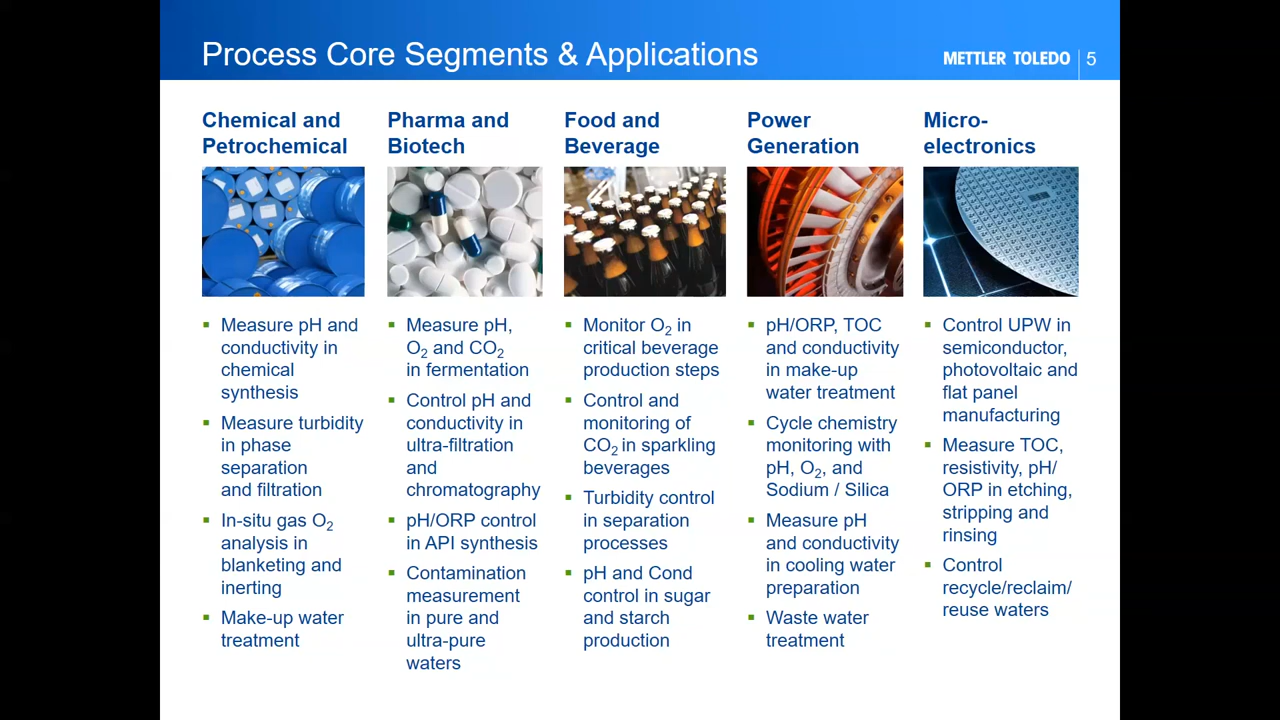 Process Core Segments & Applications
METTLER TOLEDO 5
Chemical and
Petrochemical
Measure pH and
conductivity in
chemical
synthesis
Measure turbidity
in phase
separation
and filtration
In-situ gas O₂
analysis in
blanketing and
inerting
Make-up water
treatment
Pharma and
Biotech
Measure pH,
O₂ and CO₂
in fermentation
Control pH and
conductivity in
ultra-filtration
and
chromatography
pH/ORP control
in API synthesis
Contamination
measurement
in pure and
ultra-pure
waters
Food and
Beverage
Monitor O₂ in
critical beverage
production steps
Control and
monitoring of
CO₂ in sparkling
beverages
Turbidity control
in separation
processes
pH and Cond
control in sugar
and starch
production
Power
Generation
pH/ORP, TOC
and conductivity
in make-up
water treatment
Cycle chemistry
monitoring with
pH, O₂, and
Sodium / Silica
Measure pH
and conductivity
in cooling water
preparation
Waste water
treatment
Micro-
electronics
Control UPW in
semiconductor,
photovoltaic and
flat panel
manufacturing
Measure TOC,
resistivity, pH/
ORP in etching,
stripping and
rinsing
Control
recycle/reclaim/
reuse waters